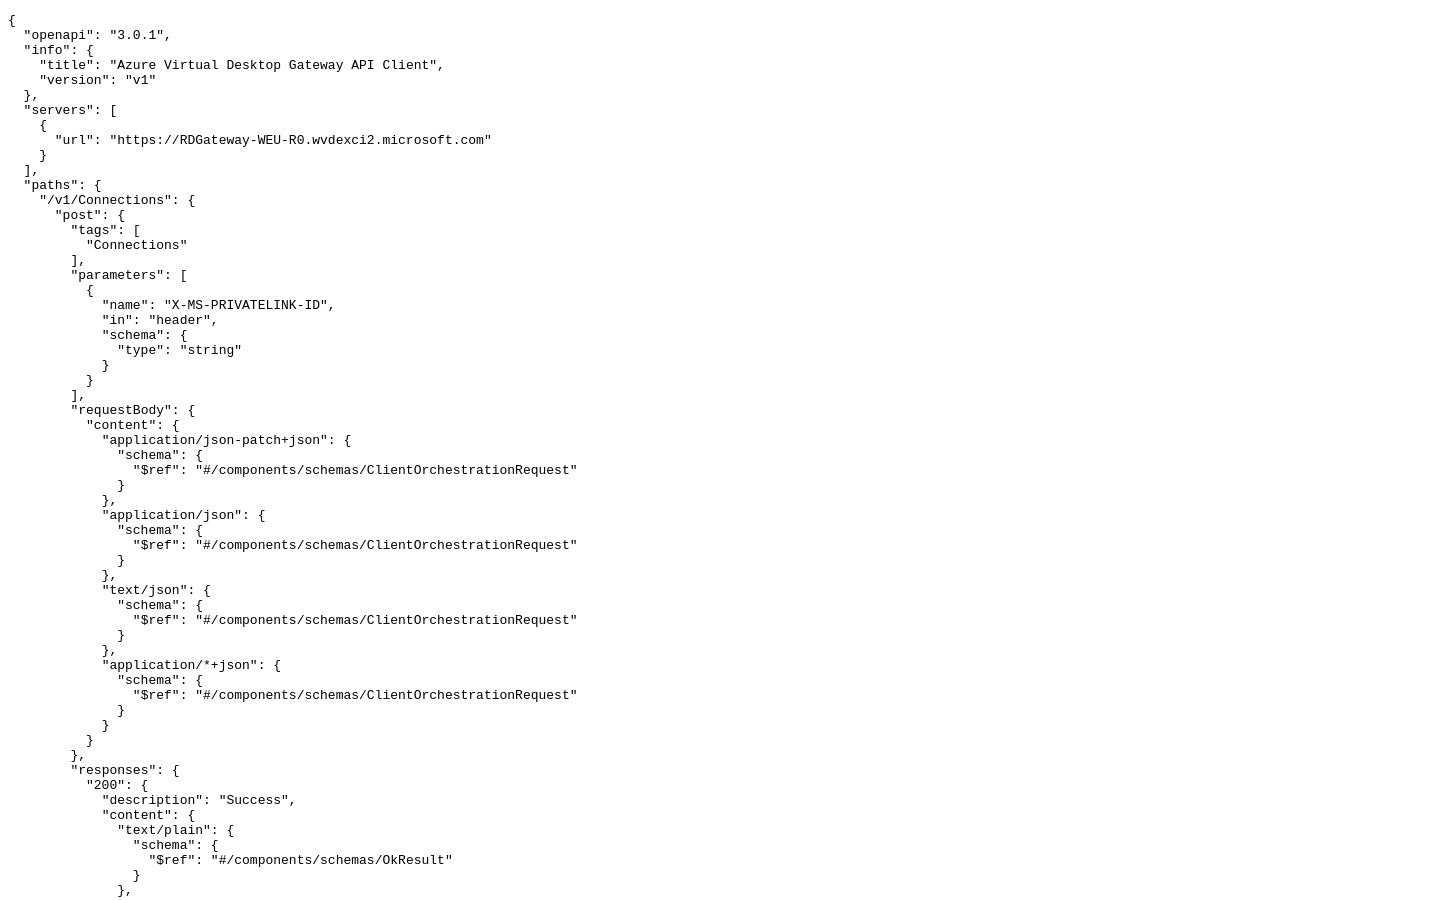 {
  "openapi": "3.0.1",
  "info": {
    "title": "Azure Virtual Desktop Gateway API Client",
    "version": "v1"
  },
  "servers": [
    {
      "url": "https://RDGateway-WEU-R0.wvdexci2.microsoft.com"
    }
  ],
  "paths": {
    "/v1/Connections": {
      "post": {
        "tags": [
          "Connections"
        ],
        "parameters": [
          {
            "name": "X-MS-PRIVATELINK-ID",
            "in": "header",
            "schema": {
              "type": "string"
            }
          }
        ],
        "requestBody": {
          "content": {
            "application/json-patch+json": {
              "schema": {
                "$ref": "#/components/schemas/ClientOrchestrationRequest"
              }
            },
            "application/json": {
              "schema": {
                "$ref": "#/components/schemas/ClientOrchestrationRequest"
              }
            },
            "text/json": {
              "schema": {
                "$ref": "#/components/schemas/ClientOrchestrationRequest"
              }
            },
            "application/*+json": {
              "schema": {
                "$ref": "#/components/schemas/ClientOrchestrationRequest"
              }
            }
          }
        },
        "responses": {
          "200": {
            "description": "Success",
            "content": {
              "text/plain": {
                "schema": {
                  "$ref": "#/components/schemas/OkResult"
                }
              },